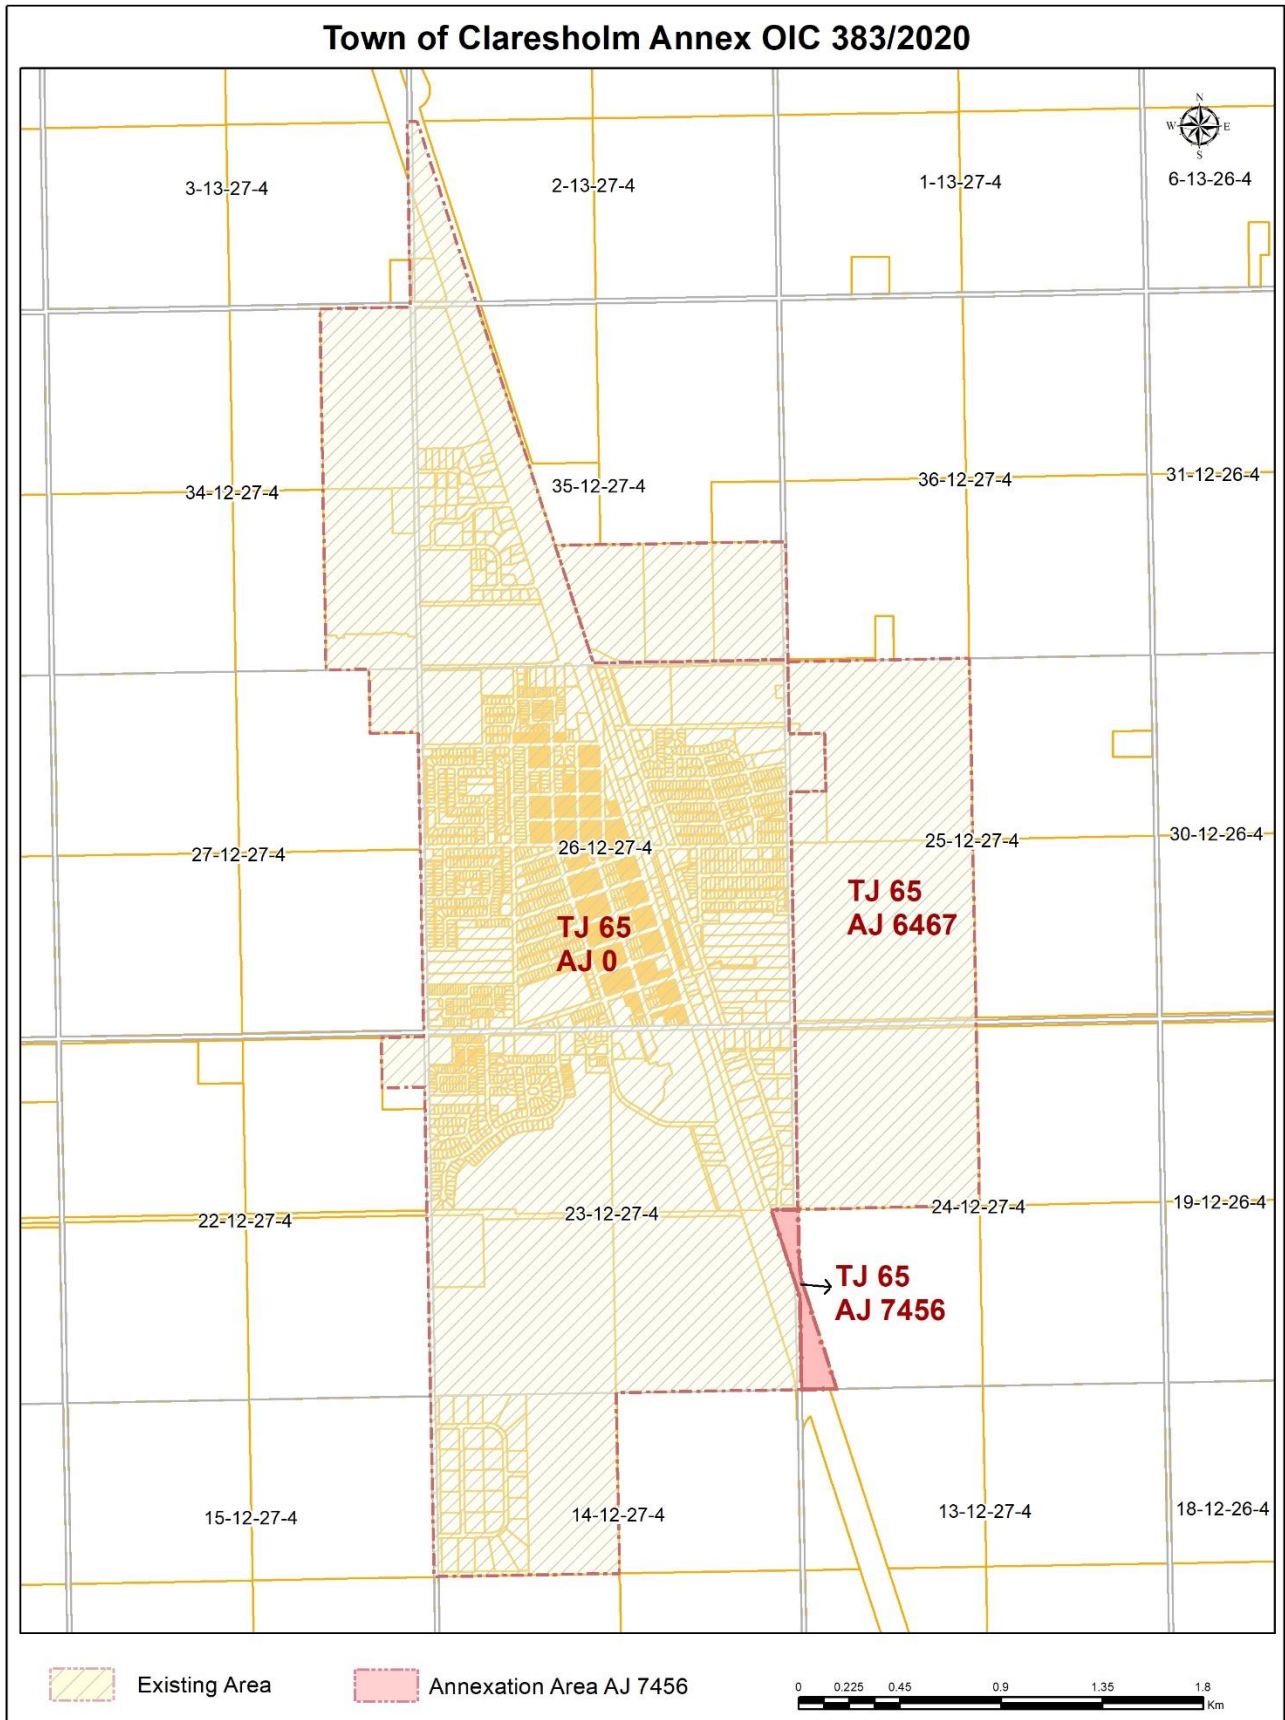 Town of Claresholm Annex OIC 383/2020
N
W E
S
3-13-27-4
2-13-27-4
1-13-27-4
6-13-26-4
34-12-27-4
35-12-27-4
36-12-27-4
31-12-26-4
27-12-27-4
26-12-27-4
25-12-27-4
30-12-26-4
TJ 65
AJ 0
TJ 65
AJ 6467
22-12-27-4
23-12-27-4
24-12-27-4
19-12-26-4
TJ 65
AJ 7456
15-12-27-4
14-12-27-4
13-12-27-4
18-12-26-4
Existing Area
Annexation Area AJ 7456
0 0.225 0.45 0.9 1.35 1.8
Km